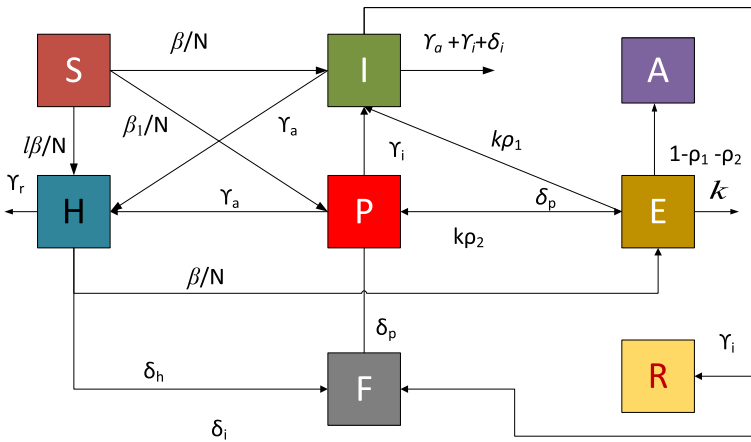 S
β/N
I
ϒₐ +ϒᵢ+δᵢ
A
lβ/N
β₁/N
ϒₐ
ϒᵢ
kρ₁
1-ρ₁ -ρ₂
ϒᵣ
H
ϒₐ
P
δₚ
E
k
kρ₂
β/N
δₚ
ϒᵢ
δₕ
F
R
δᵢ